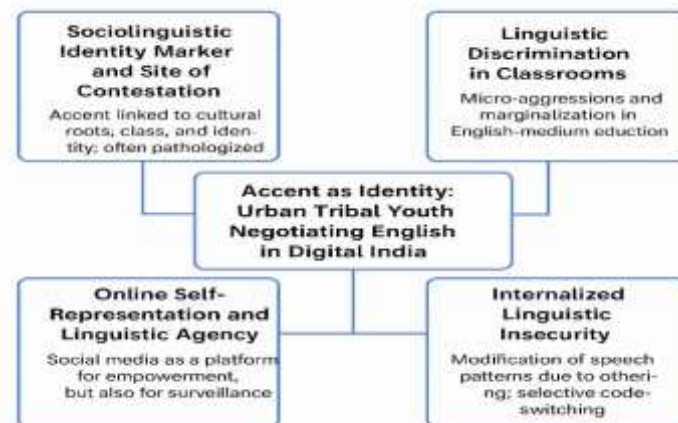 Sociolinguistic
Identity Marker
and Site of
Contestation
Accent linked to cultural
roots, class, and iden-
tity; often pathologized
Linguistic
Discrimination
in Classrooms
Micro-aggressions and
marginalization in
English-medium eduction
Accent as Identity:
Urban Tribal Youth
Negotiating English
in Digital India
Online Self-
Representation and
Linguistic Agency
Social media as a platform
for empowerment,
but also for surveillance
Internalized
Linguistic
Insecurity
Modification of speech
patterns due to otheri-
ng; selective code-
switching